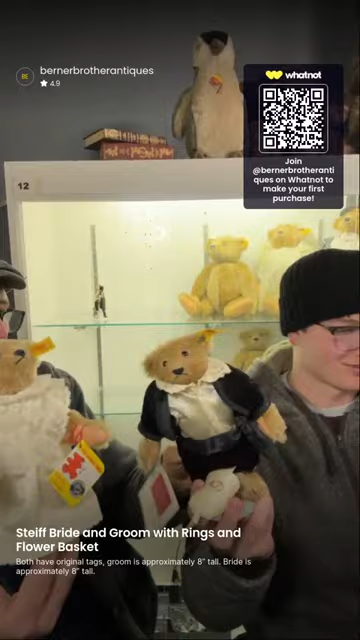 BE
bernerbrotherantiques
★ 4.9
whatnot
Join
@bernerbrotheranti
ques on Whatnot to
make your first
purchase!
12
Steiff Bride and Groom with Rings and
Flower Basket
Both have original tags, groom is approximately 8" tall. Bride is
approximately 8" tall.